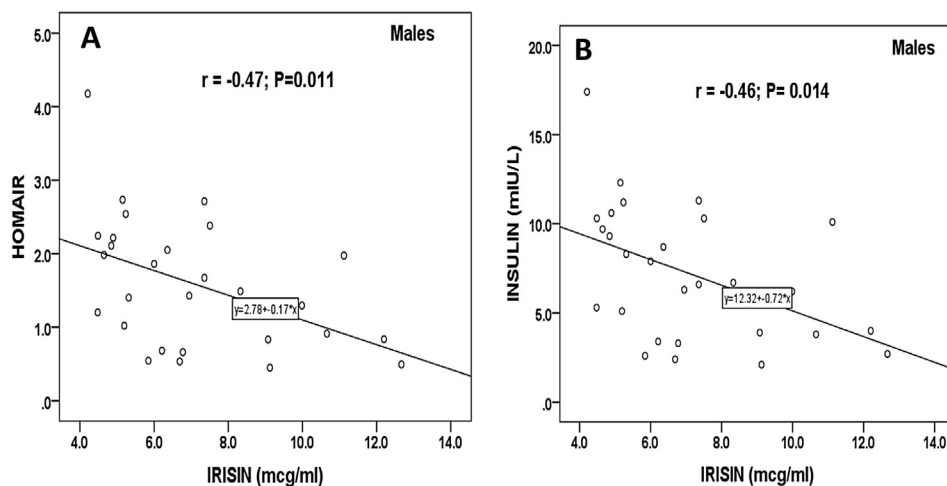 A
Males
r = -0.47; P=0.011
5.0
4.0
3.0
2.0
1.0
.0
HOMAIR
y=2.78+-0.17*x
4.0 6.0 8.0 10.0 12.0 14.0
IRISIN (mcg/ml)
B
Males
r = -0.46; P= 0.014
20.0
15.0
10.0
5.0
.0
INSULIN (mIU/L)
y=12.32+-0.72*x
4.0 6.0 8.0 10.0 12.0 14.0
IRISIN (mcg/ml)